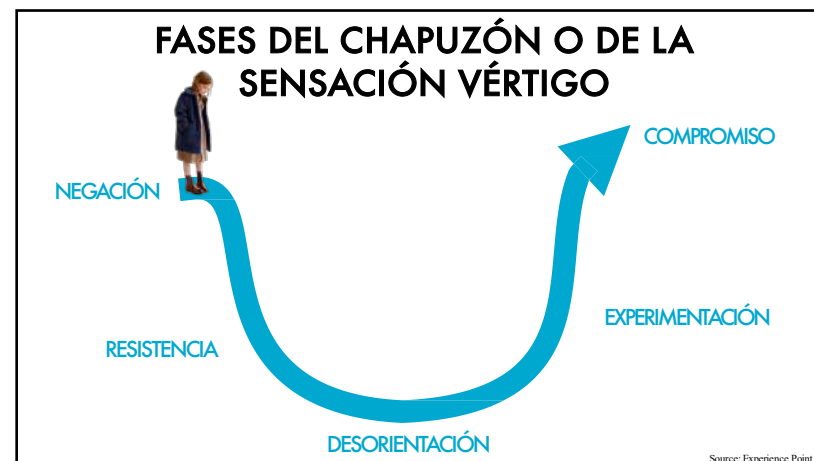 FASES DEL CHAPUZÓN O DE LA
SENSACIÓN VÉRTIGO
NEGACIÓN
RESISTENCIA
DESORIENTACIÓN
EXPERIMENTACIÓN
COMPROMISO
Source: Experience Point